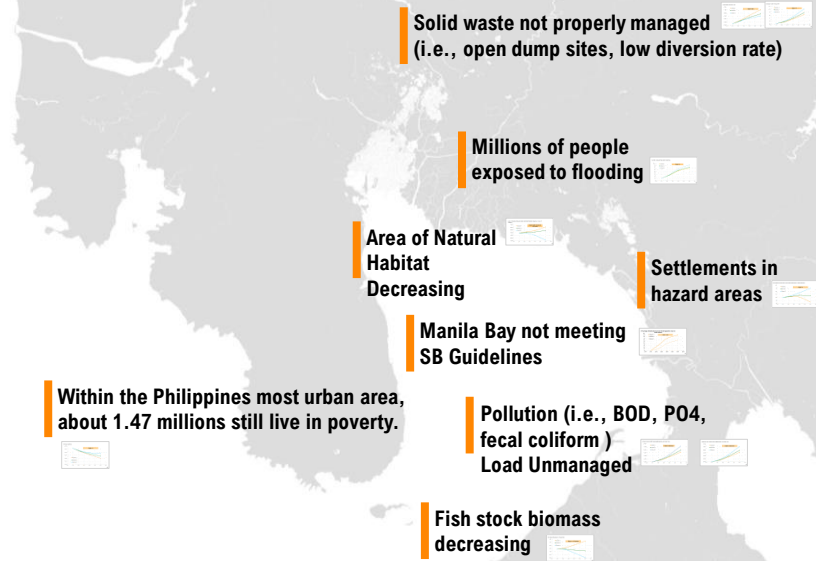 Solid waste not properly managed
(i.e., open dump sites, low diversion rate)
Millions of people
exposed to flooding
Area of Natural
Habitat
Decreasing
Settlements in
hazard areas
Manila Bay not meeting
SB Guidelines
Within the Philippines most urban area,
about 1.47 millions still live in poverty.
Pollution (i.e., BOD, PO4,
fecal coliform )
Load Unmanaged
Fish stock biomass
decreasing